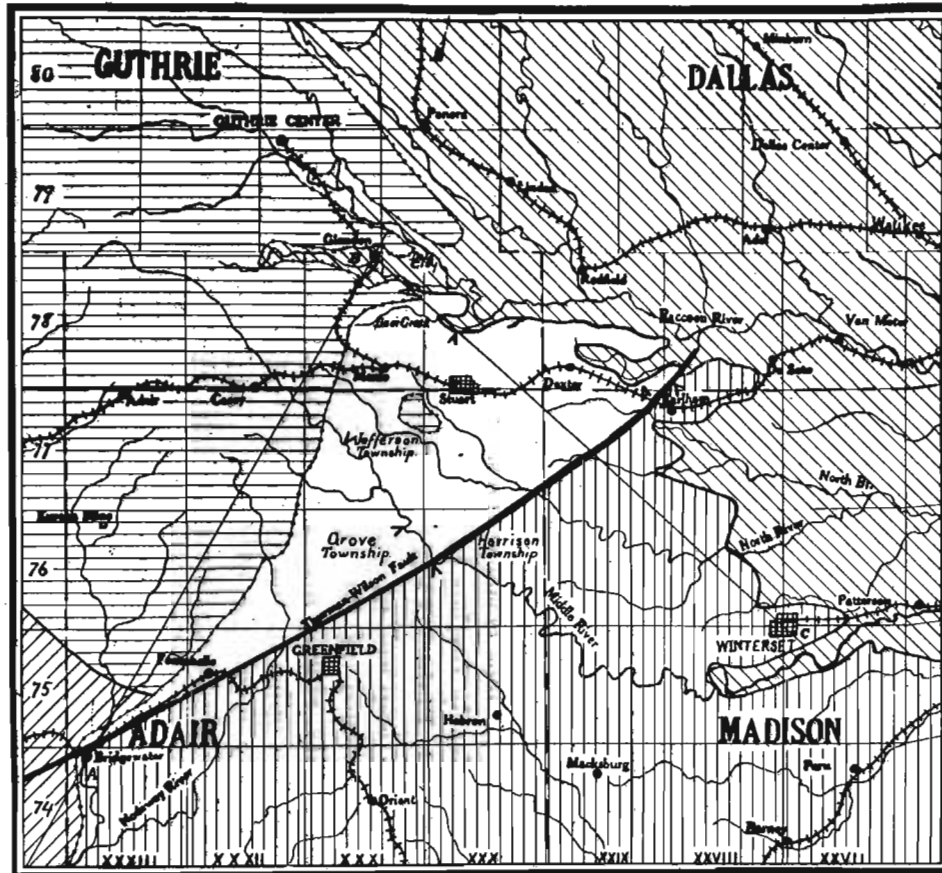 80
GUTHRIE
DALLAS
Minburn
GUTHRIE CENTER
Panora
Dallas Center
79
Linden
Waukee
Adel
Glendon
B
Redfield
78
Bear Creek
A
Raccoon River
Van Meter
Menlo
De Soto
Stuart
Dexter
Earlham
Adair
Casey
77
Jefferson
Township.
North Br.
Grove
Township.
Harrison
Township
North River
76
Thurman Wilson Fault
Middle River
Patterson
WINTERSET
C
GREENFIELD
Fontanelle
75
ADAIR
Hebron
MADISON
Bridgewater
A
Macksburg
Peru
Nodaway River
74
Orient
Barney
XXXIII
XXXII
XXXI
XXX
XXIX
XXVIII
XXVII